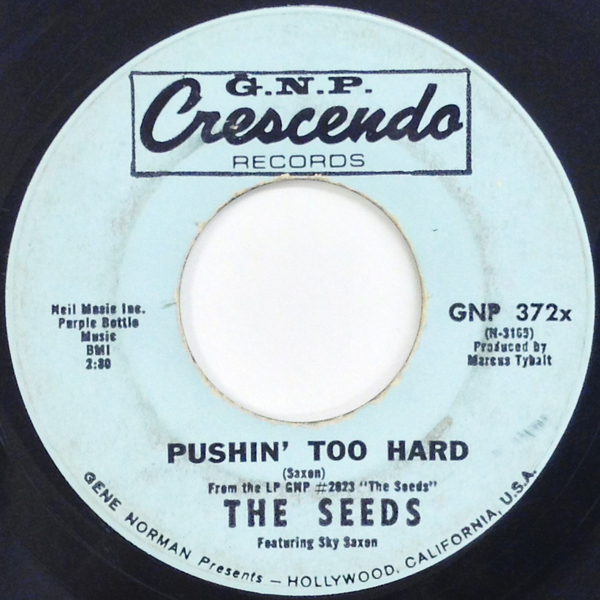 G.N.P.
Crescendo
RECORDS
Neil Music Inc.
Purple Bottle
Music
BMI
2:30
GNP 372x
(N-3165)
Produced by
Marcus Tybalt
PUSHIN' TOO HARD
(Saxon)
From the LP GNP #2023 "The Seeds"
THE SEEDS
Featuring Sky Saxon
GENE NORMAN Presents — HOLLYWOOD, CALIFORNIA, U.S.A.